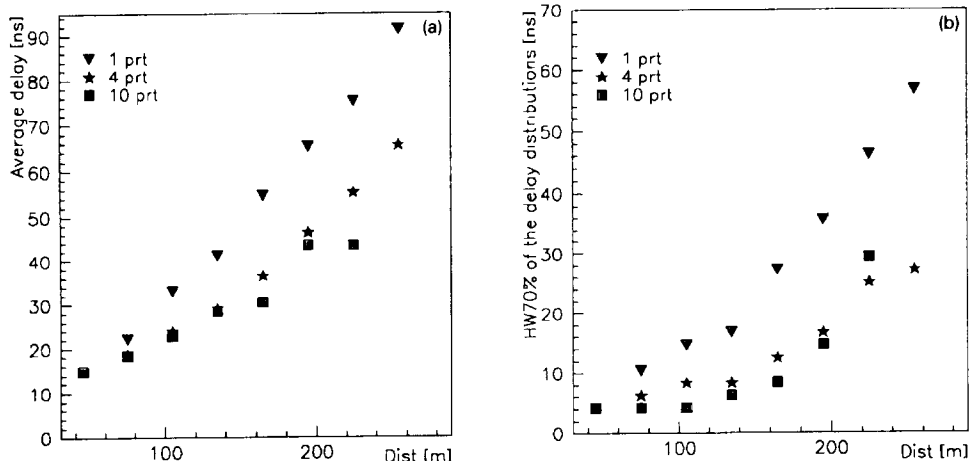 Average delay [ns]
(a)
1 prt
4 prt
10 prt
90
80
70
60
50
40
30
20
10
0
100
200
Dist [m]
HW70% of the delay distributions [ns]
(b)
1 prt
4 prt
10 prt
70
60
50
40
30
20
10
0
100
200
Dist [m]